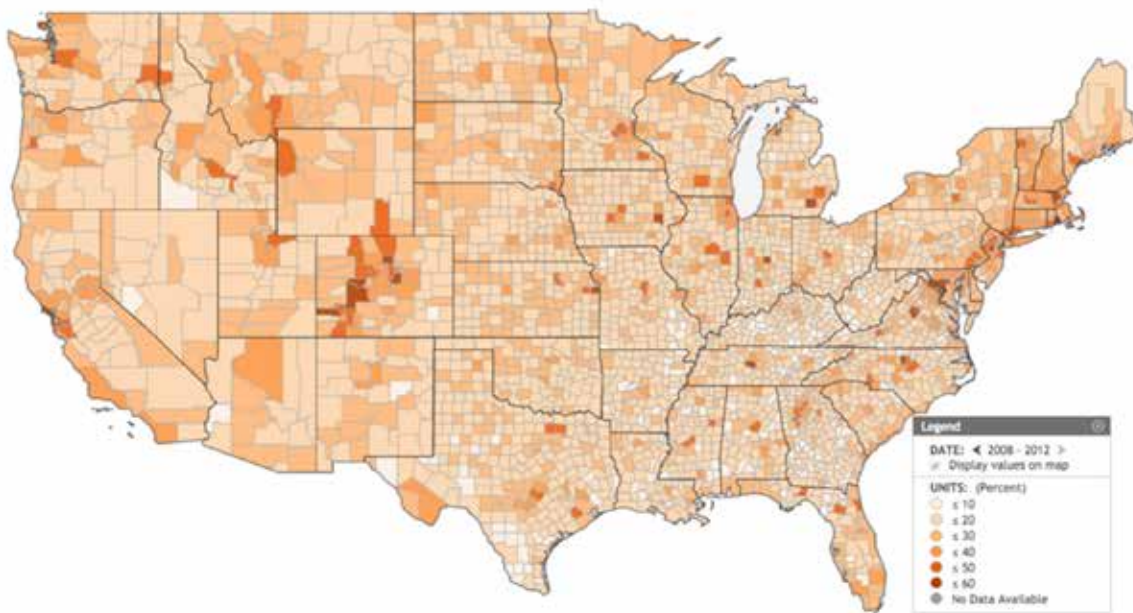 Legend
DATE: 2008 - 2012
Display values on map
UNITS: (Percent)
≤ 10
≤ 20
≤ 30
≤ 40
≤ 50
≤ 60
No Data Available